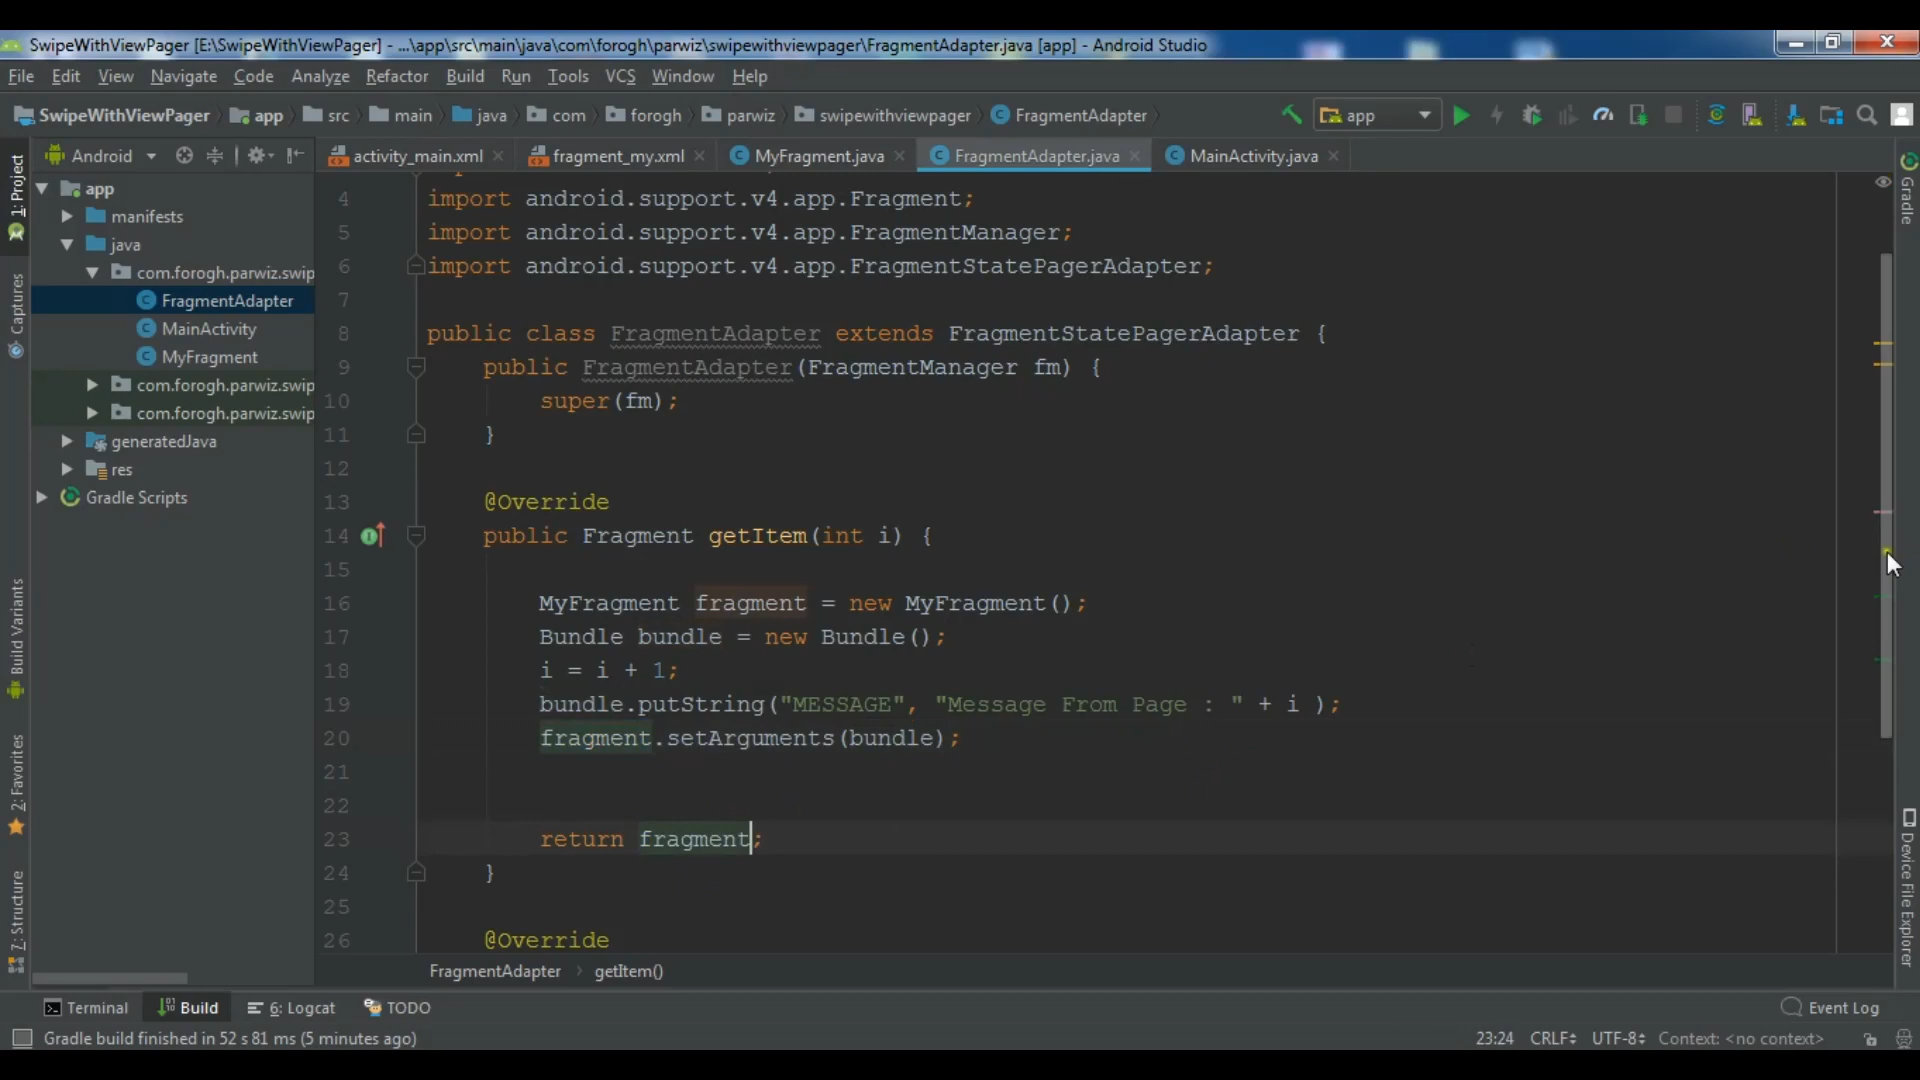 SwipeWithViewPager [E:\SwipeWithViewPager] - ...\app\src\main\java\com\forogh\parwiz\swipewithviewpager\FragmentAdapter.java [app] - Android Studio
File Edit View Navigate Code Analyze Refactor Build Run Tools VCS Window Help
SwipeWithViewPager app src main java com forogh parwiz swipewithviewpager FragmentAdapter app
Android activity_main.xml fragment_my.xml MyFragment.java FragmentAdapter.java MainActivity.java
1: Project
Captures
Build Variants
2: Favorites
7: Structure
app
manifests
java
com.forogh.parwiz.swip
FragmentAdapter
MainActivity
MyFragment
com.forogh.parwiz.swip
com.forogh.parwiz.swip
generatedJava
res
Gradle Scripts
4 import android.support.v4.app.Fragment;
5 import android.support.v4.app.FragmentManager;
6 import android.support.v4.app.FragmentStatePagerAdapter;
7
8 public class FragmentAdapter extends FragmentStatePagerAdapter {
9 public FragmentAdapter(FragmentManager fm) {
10 super(fm);
11 }
12
13 @Override
14 public Fragment getItem(int i) {
15
16 MyFragment fragment = new MyFragment();
17 Bundle bundle = new Bundle();
18 i = i + 1;
19 bundle.putString("MESSAGE", "Message From Page : " + i );
20 fragment.setArguments(bundle);
21
22
23 return fragment;
24 }
25
26 @Override
FragmentAdapter getItem()
Gradle
Device File Explorer
Terminal Build 6: Logcat TODO Event Log
Gradle build finished in 52 s 81 ms (5 minutes ago) 23:24 CRLF UTF-8 Context: <no context>